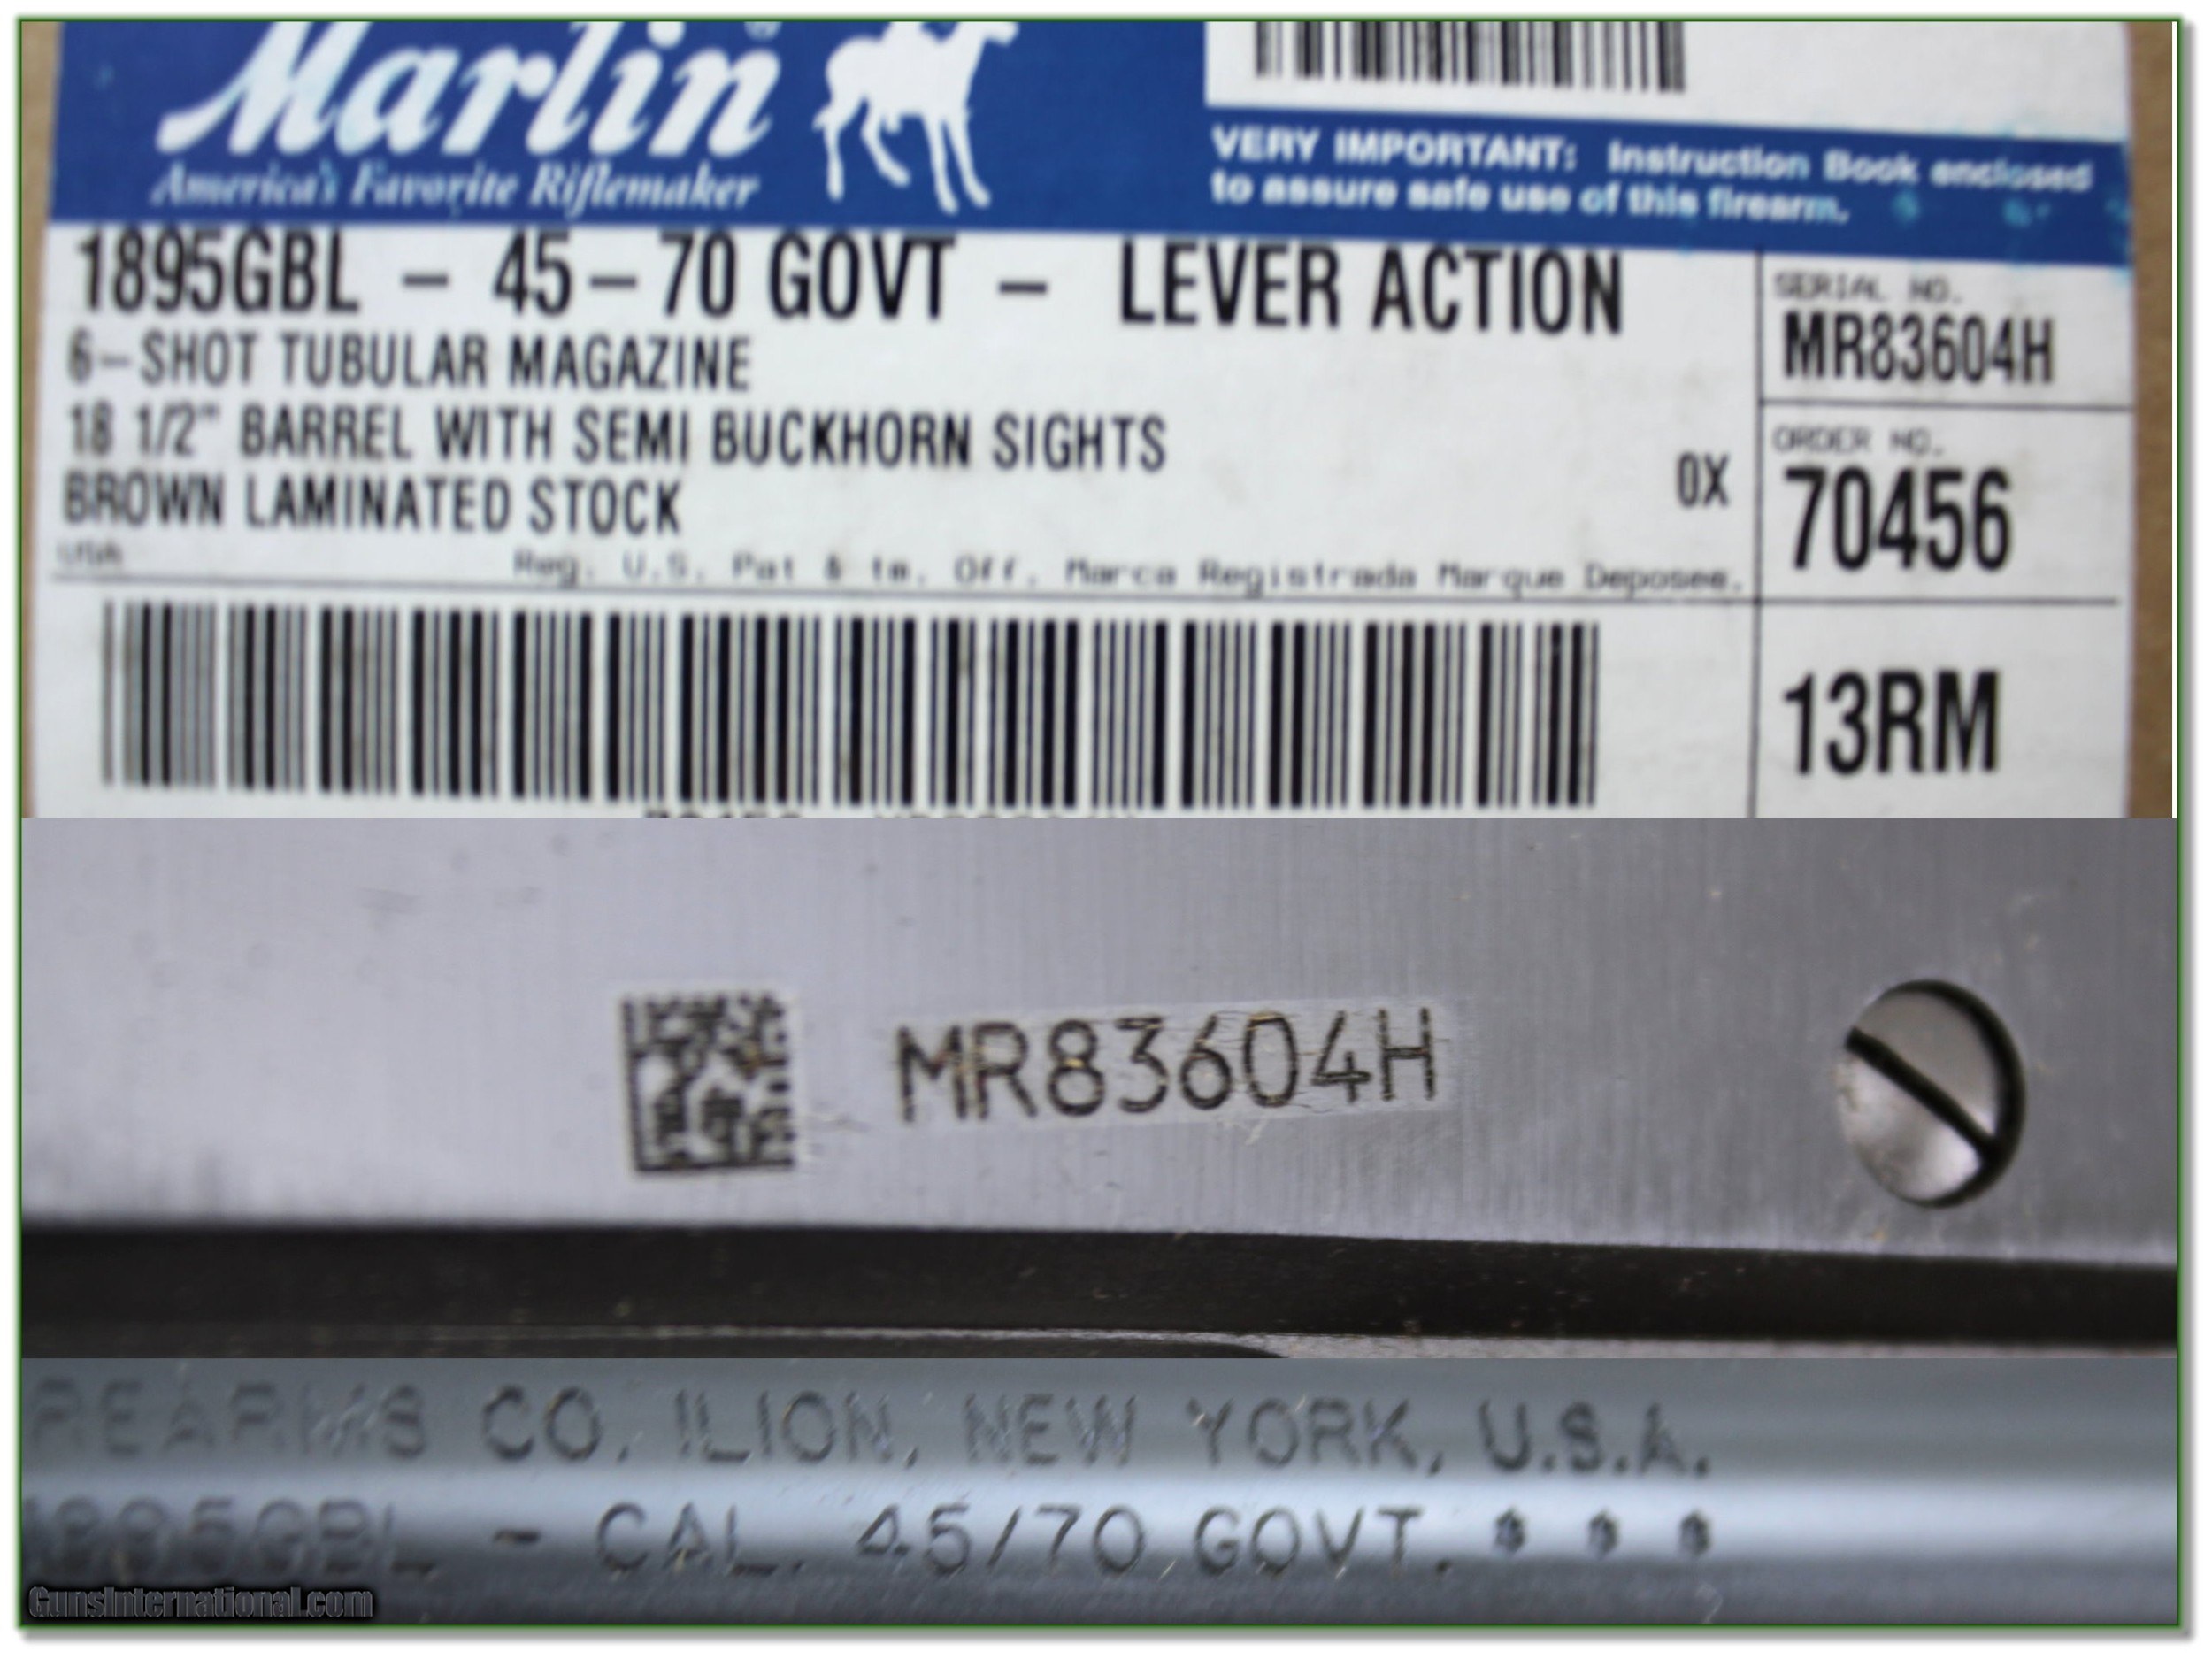 Marlin
America's Favorite Riflemaker
VERY IMPORTANT: Instruction Book enclosed
to assure safe use of this firearm.
1895GBL - 45-70 GOVT - LEVER ACTION
6-SHOT TUBULAR MAGAZINE
18 1/2" BARREL WITH SEMI BUCKHORN SIGHTS
BROWN LAMINATED STOCK
0X
USA
Reg. U.S. Pat & tm. Off. Marca Registrada Marque Deposee.
SERIAL NO.
MR83604H
ORDER NO.
70456
13RM
MR83604H
REARMS CO. ILION, NEW YORK, U.S.A.
1895GBL - CAL. 45/70 GOVT. * * *
GunsInternational.com